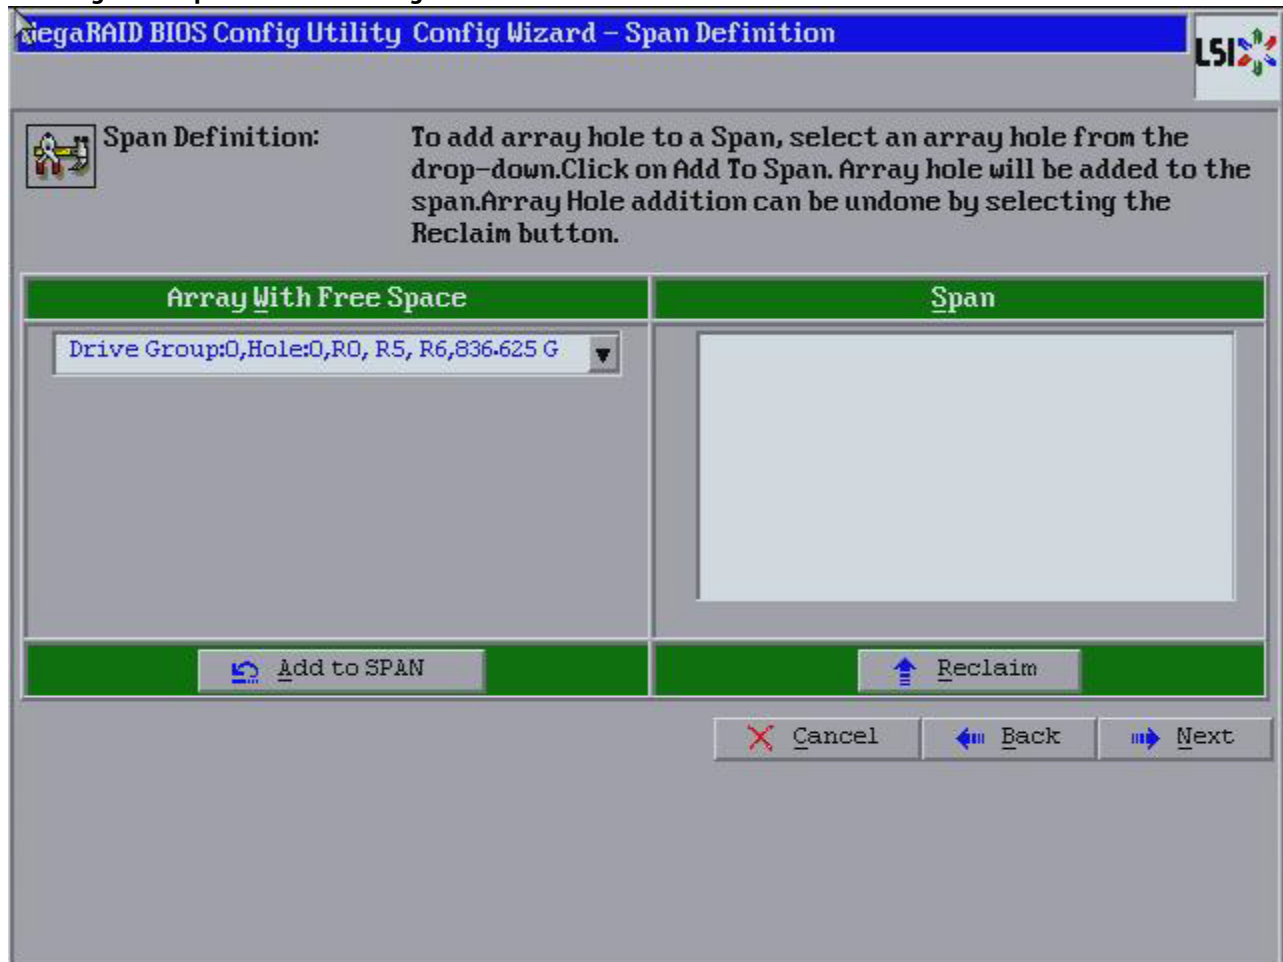 egaRAID BIOS Config Utility Config Wizard – Span Definition
LSI
Span Definition:
To add array hole to a Span, select an array hole from the
drop-down.Click on Add To Span. Array hole will be added to the
span.Array Hole addition can be undone by selecting the
Reclaim button.
Array With Free Space
Span
Drive Group:0,Hole:0,R0, R5, R6,836.625 G
Add to SPAN
Reclaim
Cancel
Back
Next